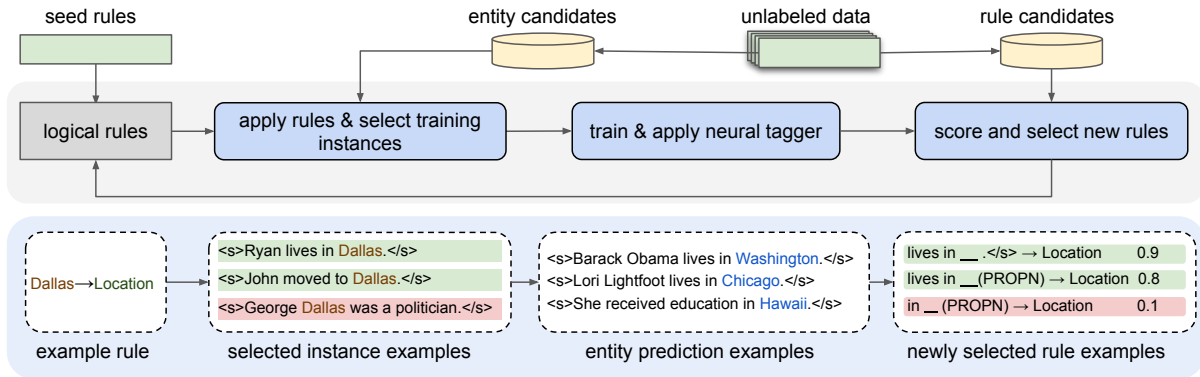 seed rules
entity candidates
unlabeled data
rule candidates
logical rules
apply rules & select training
instances
train & apply neural tagger
score and select new rules
Dallas→Location
<s>Ryan lives in Dallas.</s>
<s>John moved to Dallas.</s>
<s>George Dallas was a politician.</s>
<s>Barack Obama lives in Washington.</s>
<s>Lori Lightfoot lives in Chicago.</s>
<s>She received education in Hawaii.</s>
lives in __ .</s> → Location 0.9
lives in __(PROPN) → Location 0.8
in __ (PROPN) → Location 0.1
example rule
selected instance examples
entity prediction examples
newly selected rule examples